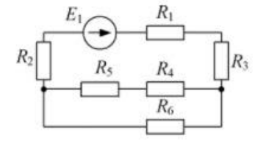 E₁ R₁
R₂ R₃
R₅ R₄
R₆